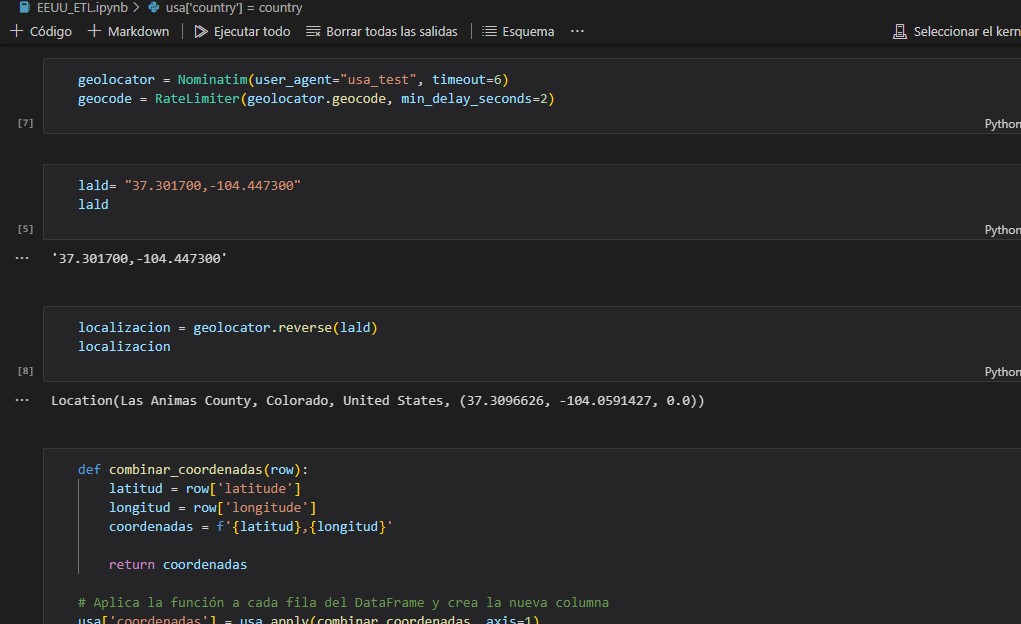 EEUU_ETL.ipynb > usa['country'] = country
+ Código + Markdown Ejecutar todo Borrar todas las salidas Esquema ... Seleccionar el kern
geolocator = Nominatim(user_agent="usa_test", timeout=6)
geocode = RateLimiter(geolocator.geocode, min_delay_seconds=2)
[7]
Python
lald= "37.301700,-104.447300"
lald
[5]
Python
... '37.301700,-104.447300'
localizacion = geolocator.reverse(lald)
localizacion
[8]
Python
... Location(Las Animas County, Colorado, United States, (37.3096626, -104.0591427, 0.0))
def combinar_coordenadas(row):
latitud = row['latitude']
longitud = row['longitude']
coordenadas = f'{latitud},{longitud}'
return coordenadas
# Aplica la función a cada fila del DataFrame y crea la nueva columna
usa['coordenadas'] = usa.apply(combinar_coordenadas, axis=1)